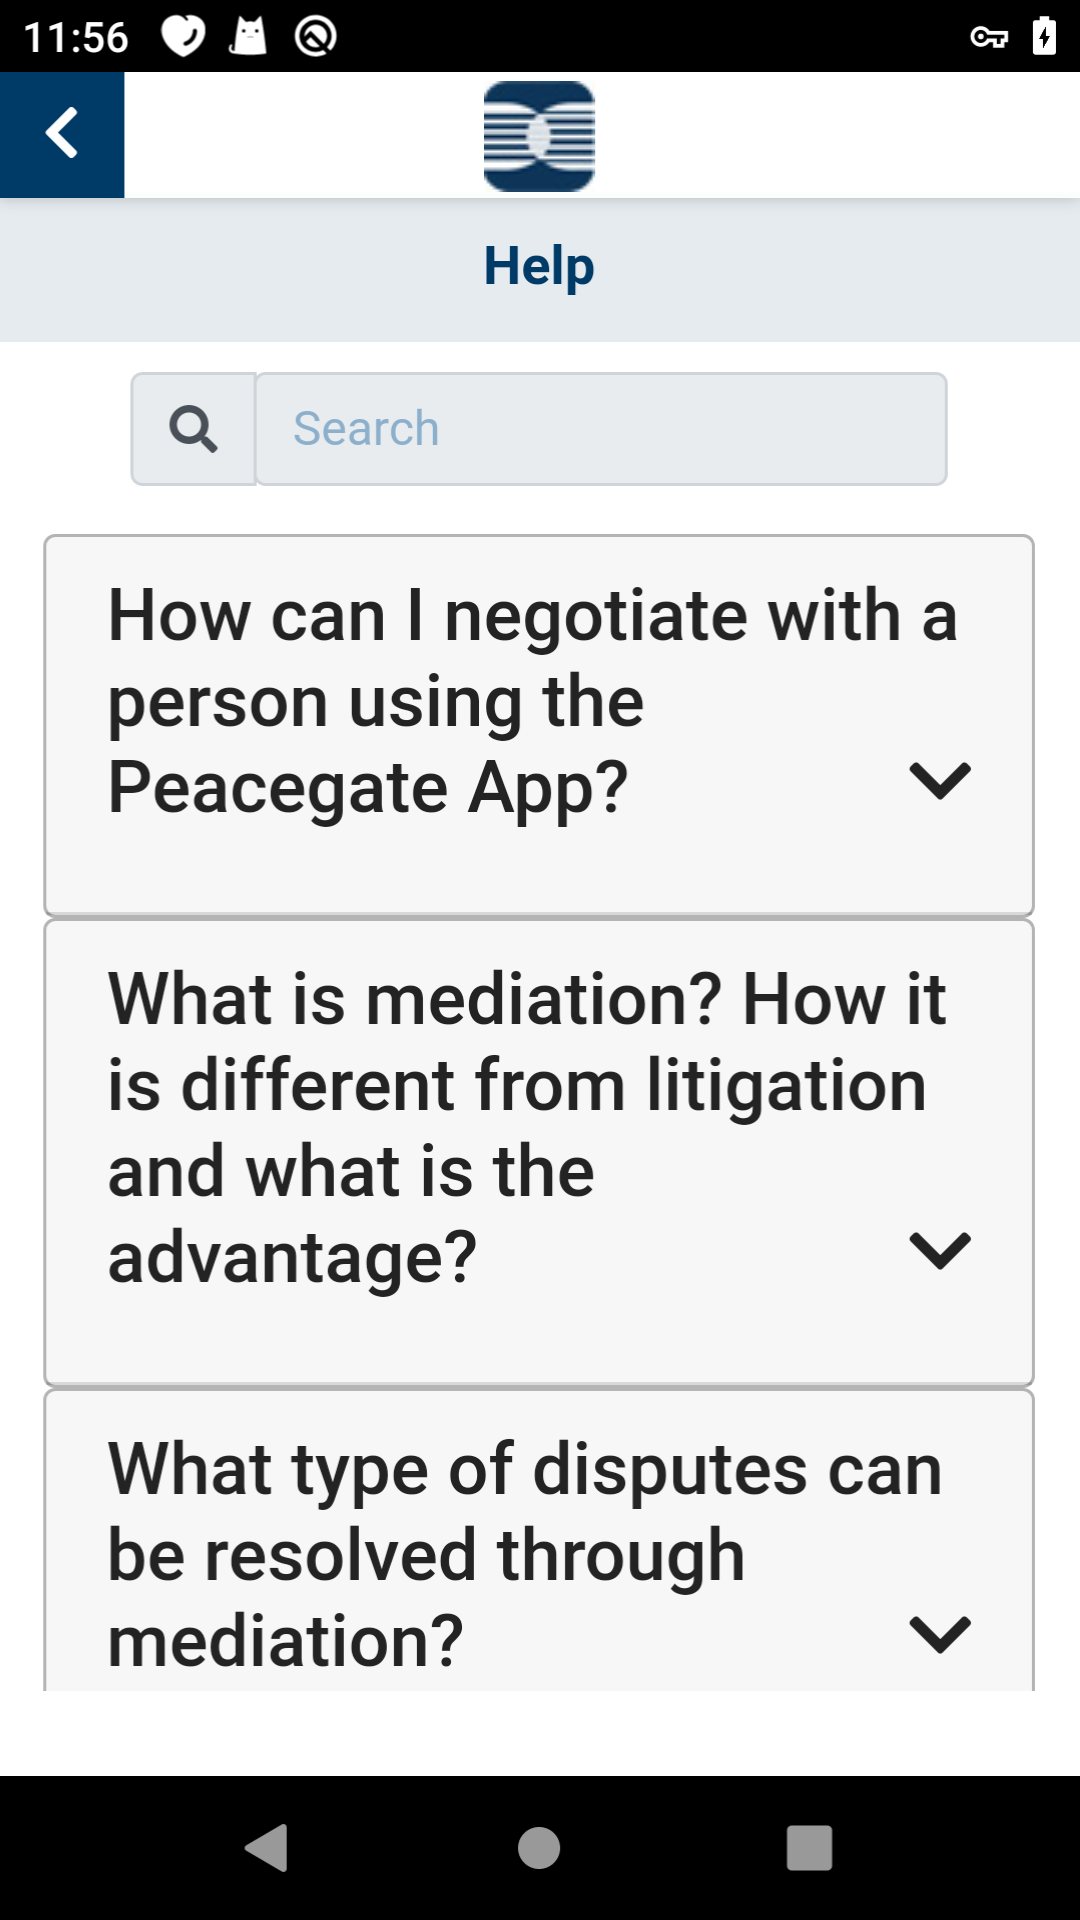 11:56
Help
Search
How can I negotiate with a
person using the
Peacegate App?
What is mediation? How it
is different from litigation
and what is the
advantage?
What type of disputes can
be resolved through
mediation?